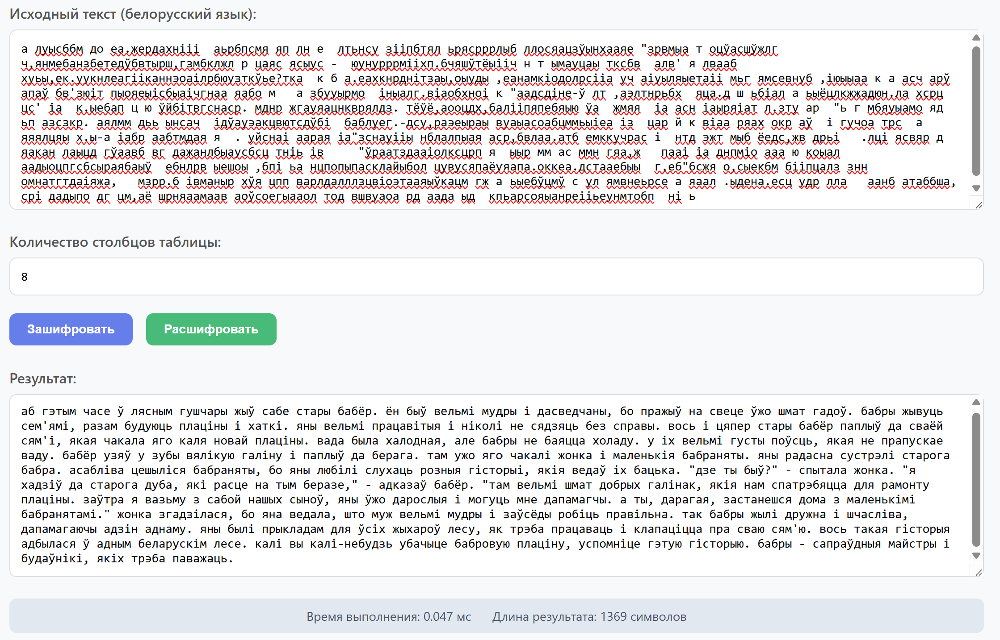 Исходный текст (белорусский язык):
а луысббм до еа.жердахнііі  аьрбпсмя яп лн е  лтьнсу зііпбтял ьрясрррлыб ллосяацзўынхааяе "зрвмыа т оцўасшўжлг
ч,янмебанзбетедўбвтырш,гзмбклжл р цаяс ясыус -  юунурррмііхп.бчяшўтёыііч н т ымауцаы тксбв  алв' я лвааб
хуьы,ек.уукнлеагііканнэоаілрбюузткўье?тка  к б а.еахкнрднітзаы,оыуды ,еанамкіодолрсііа уч аіуыляыетаіі мьг ямсевнуб ,іюыыаа к а асч арў
апаў бв'зюіт пыояеыісбыаічгнаа ябо м   а збууырмо  іныалг.віаобхноі к "аадсдіне-ў лт ,аэлтнрьбх  яца.д ш ьбіал а ьыёцлкжжадюн.ла хсрц
цс' іа  к.ыебап ц ю ўйбітвгснаср. мднр жгауяацнкврялдз. тёўё,аооцдх,баліііпяпебяыю ўа  жмяя  іа асн іаыряіат л.зту ар  "ь г мбяуыамо яд
ьп азсзкр. аялмм дьь ынсач  ідўауэакцвютсдўбі  баблуег.-дсу,раэеыраы вуаыасоабцммьыіеа із  цар й к віаа ряах окр аў  і гучоа трс  а
яяялцяы х.ы-а іабр аабтмдая я  . уйснаі аарая іа"зснауііы нблалпыая аср,бвлаа.атб емккучрас і  нтд эжт мыб ёедс,жв дрьі   .лці ясвяр д
яакан лаыцд гўаавб вг дажанлбыаусбсц тніь ів     "ўраатздааіолксцрп я  ыыр мм ас ммн гяа,ж   пааі іа днпміо ааа ю коыал
аадыоцпгсбсыраябаыў  ебнлрв ыешоы ,бпі ьа нцпопыпасклайыбол цувусяпаёуяапа.оккеа.дстааебыы  г,еб"бсжя о,сыекбм бііпцалз знн
омнатгтдаіяжа,   мзрр.б івманыр хўя цпп варлдалллзцвіоэтааяыўкацм гж а ьыебўцмў с ул ямвнеьрсе а яаал .ыдена.есц удр лла   аанб атаббша,
срі дадыпо дг цм,аё шрняаамаав аоўсоегыааол тод вшвуаоа рд аада ыд  кпьарсояыанреііьеунмтобп  ні ь
Количество столбцов таблицы:
8
Зашифровать Расшифровать
Результат:
аб гэтым часе ў лясным гушчары жыў сабе стары бабёр. ён быў вельмі мудры і дасведчаны, бо пражыў на свеце ўжо шмат гадоў. бабры жывуць
сем'ямі, разам будуюць плаціны і хаткі. яны вельмі працавітыя і ніколі не сядзяць без справы. вось і цяпер стары бабёр паплыў да сваёй
сям'і, якая чакала яго каля новай плаціны. вада была халодная, але бабры не баяцца холаду. у іх вельмі густы поўсць, якая не прапускае
ваду. бабёр узяў у зубы вялікую галіну і паплыў да берага. там ужо яго чакалі жонка і маленькія бабраняты. яны радасна сустрэлі старога
бабра. асабліва цешыліся бабраняты, бо яны любілі слухаць розныя гісторыі, якія ведаў іх бацька. "дзе ты быў?" - спытала жонка. "я
хадзіў да старога дуба, які расце на тым беразе," - адказаў бабёр. "там вельмі шмат добрых галінак, якія нам спатрэбяцца для рамонту
плаціны. заўтра я вазьму з сабой нашых сыноў, яны ўжо дарослыя і могуць мне дапамагчы. а ты, дарагая, застанешся дома з маленькімі
бабранятамі." жонка згадзілася, бо яна ведала, што муж вельмі мудры і заўсёды робіць правільна. так бабры жылі дружна і шчасліва,
дапамагаючы адзін аднаму. яны былі прыкладам для ўсіх жыхароў лесу, як трэба працаваць і клапаціцца пра сваю сям'ю. вось такая гісторыя
адбылася ў адным беларускім лесе. калі вы калі-небудзь убачыце бабровую плаціну, успомніце гэтую гісторыю. бабры - сапраўдныя майстры і
будаўнікі, якіх трэба паважаць.
Время выполнения: 0.047 мс Длина результата: 1369 символов